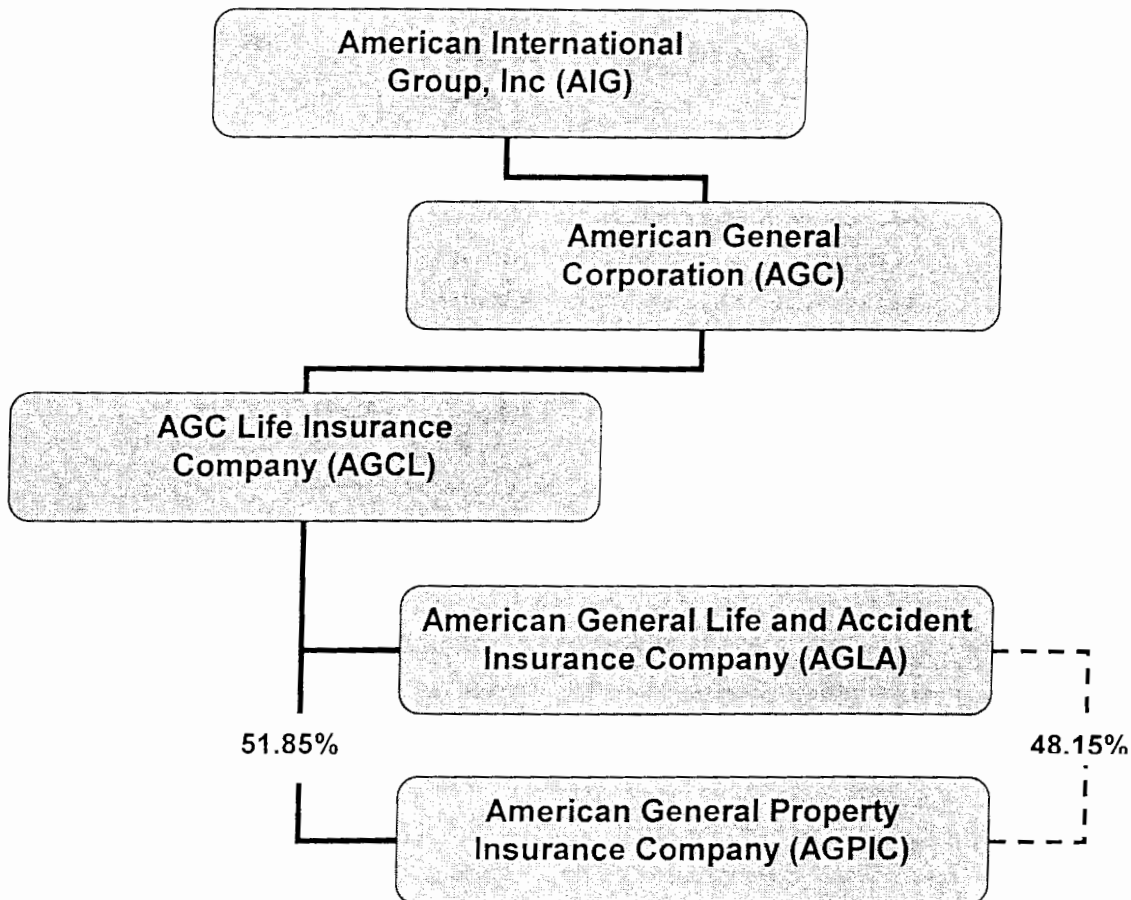 American International
Group, Inc (AIG)
American General
Corporation (AGC)
AGC Life Insurance
Company (AGCL)
American General Life and Accident
Insurance Company (AGLA)
51.85%
48.15%
American General Property
Insurance Company (AGPIC)